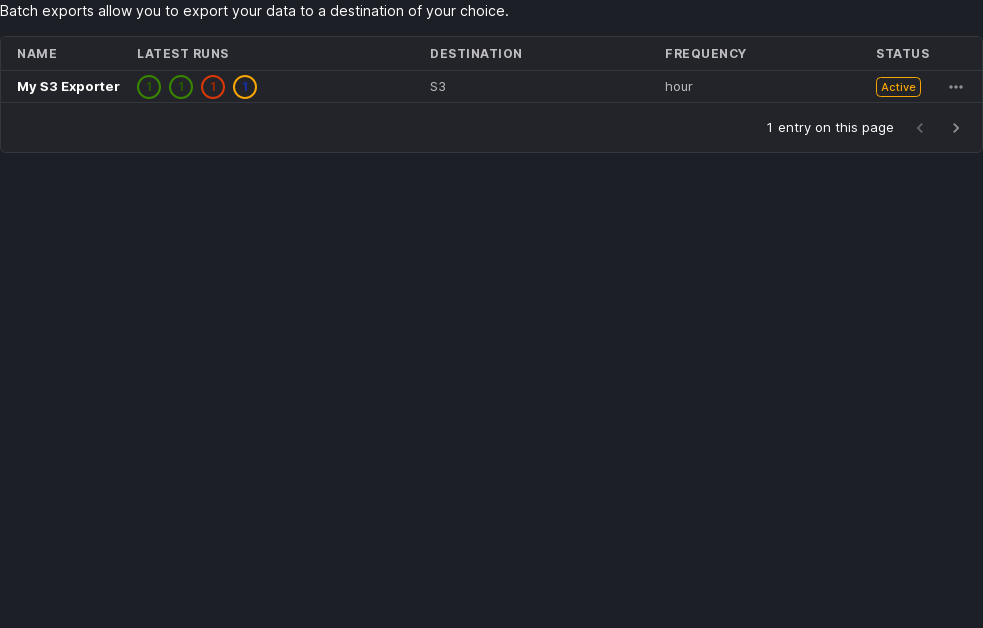 Batch exports allow you to export your data to a destination of your choice.
NAME LATEST RUNS DESTINATION FREQUENCY STATUS
My S3 Exporter 1 1 1 1 S3 hour Active
1 entry on this page